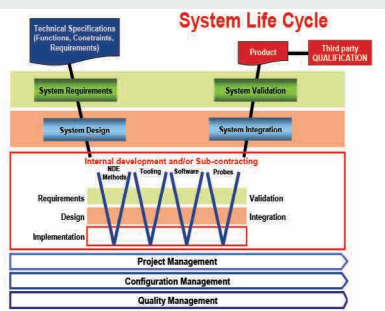 System Life Cycle
Technical Specifications
(Functions, Constraints,
Requirements)
Product
Third party
QUALIFICATION
System Requirements
System Validation
System Design
System Integration
Internal development and/or Sub-contracting
NDE
Methods
Tooling
Software
Probes
Requirements
Validation
Design
Integration
Implementation
Project Management
Configuration Management
Quality Management